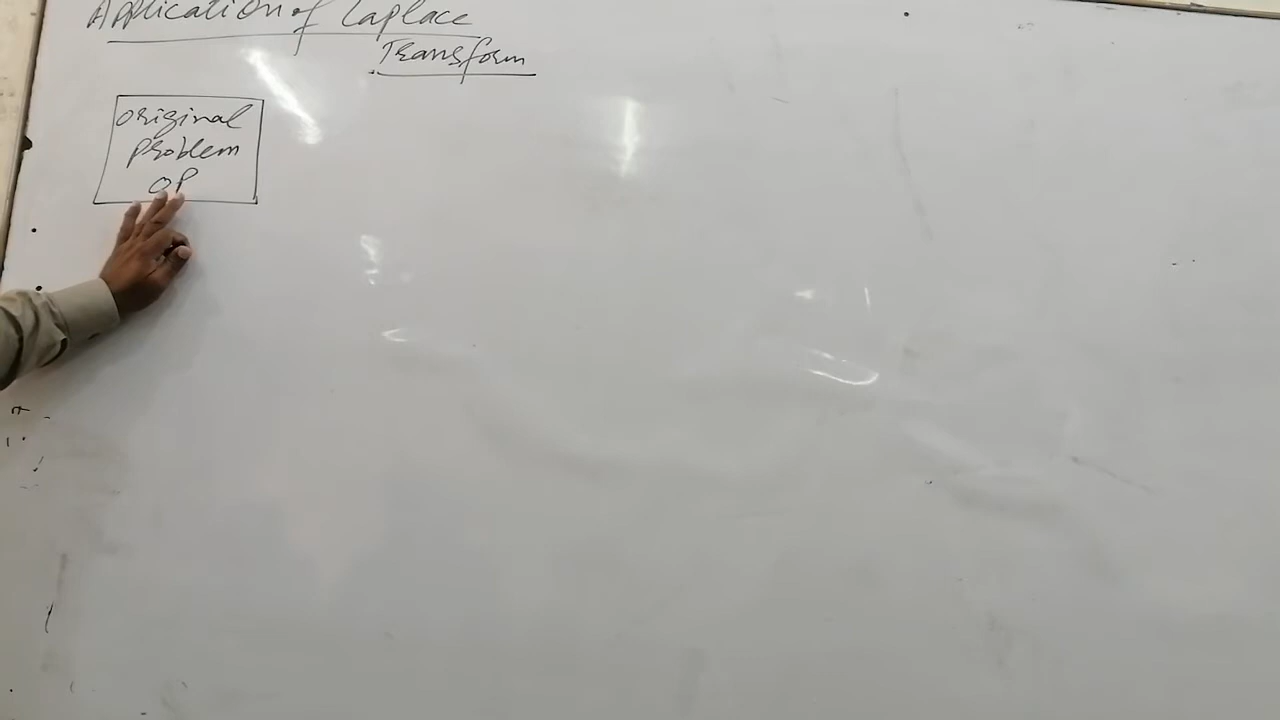 Application of Laplace
Transform
original
problem
OP